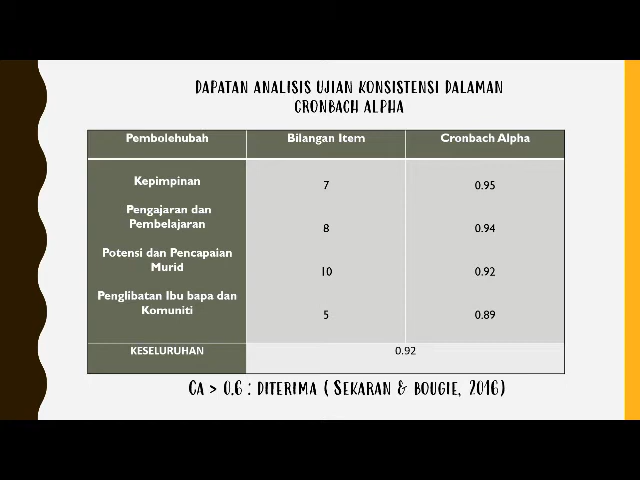 DAPATAN ANALISIS UJIAN KONSISTENSI DALAMAN
CRONBACH ALPHA
Pembolehubah Bilangan Item Cronbach Alpha
Kepimpinan 7 0.95
Pengajaran dan
Pembelajaran 8 0.94
Potensi dan Pencapaian
Murid 10 0.92
Penglibatan Ibu bapa dan
Komuniti 5 0.89
KESELURUHAN 0.92
CA > 0.6 : DITERIMA ( SEKARAN & BOUGIE, 2016)